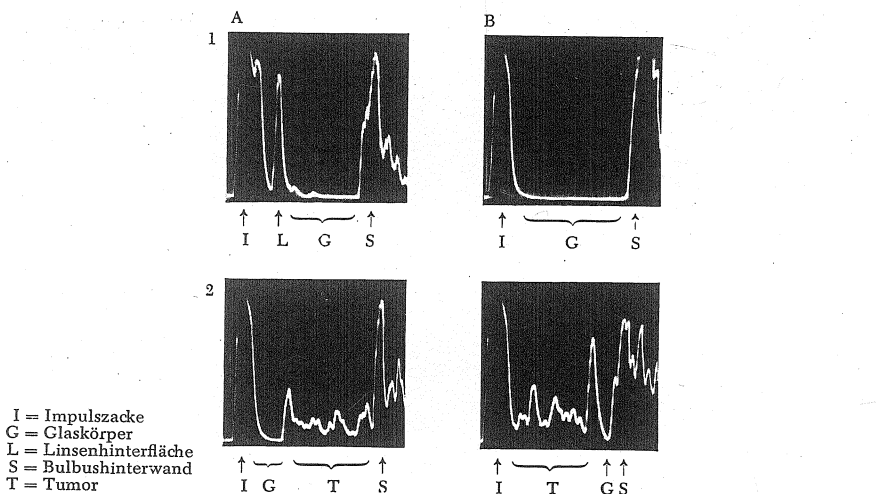 A B
1
I L G S
I G S
2
I G T S
I T G S
I = Impulszacke
G = Glaskörper
L = Linsenhinterfläche
S = Bulbushinterwand
T = Tumor